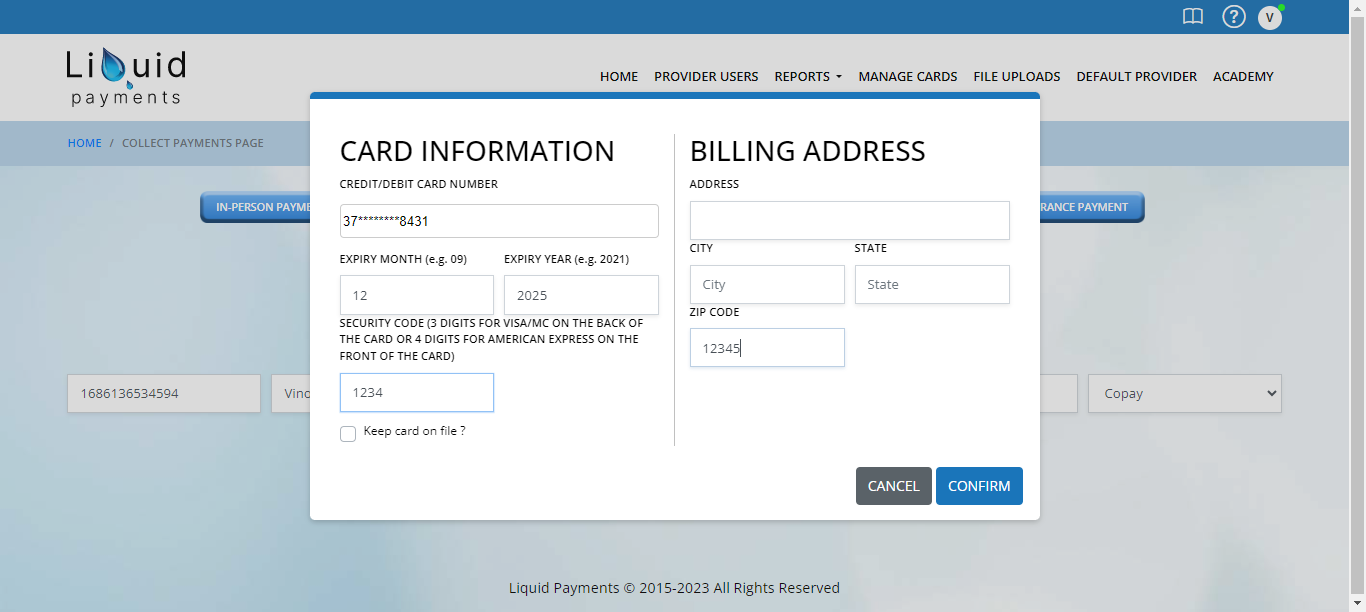 V
Liquid
payments
HOME PROVIDER USERS REPORTS MANAGE CARDS FILE UPLOADS DEFAULT PROVIDER ACADEMY
HOME / COLLECT PAYMENTS PAGE
IN-PERSON PAYME
RANCE PAYMENT
CARD INFORMATION
CREDIT/DEBIT CARD NUMBER
37********8431
EXPIRY MONTH (e.g. 09) EXPIRY YEAR (e.g. 2021)
12 2025
SECURITY CODE (3 DIGITS FOR VISA/MC ON THE BACK OF
THE CARD OR 4 DIGITS FOR AMERICAN EXPRESS ON THE
FRONT OF THE CARD)
1234
Keep card on file ?
BILLING ADDRESS
ADDRESS
CITY STATE
City State
ZIP CODE
12345
CANCEL CONFIRM
1686136534594 Vino Copay
Liquid Payments © 2015-2023 All Rights Reserved